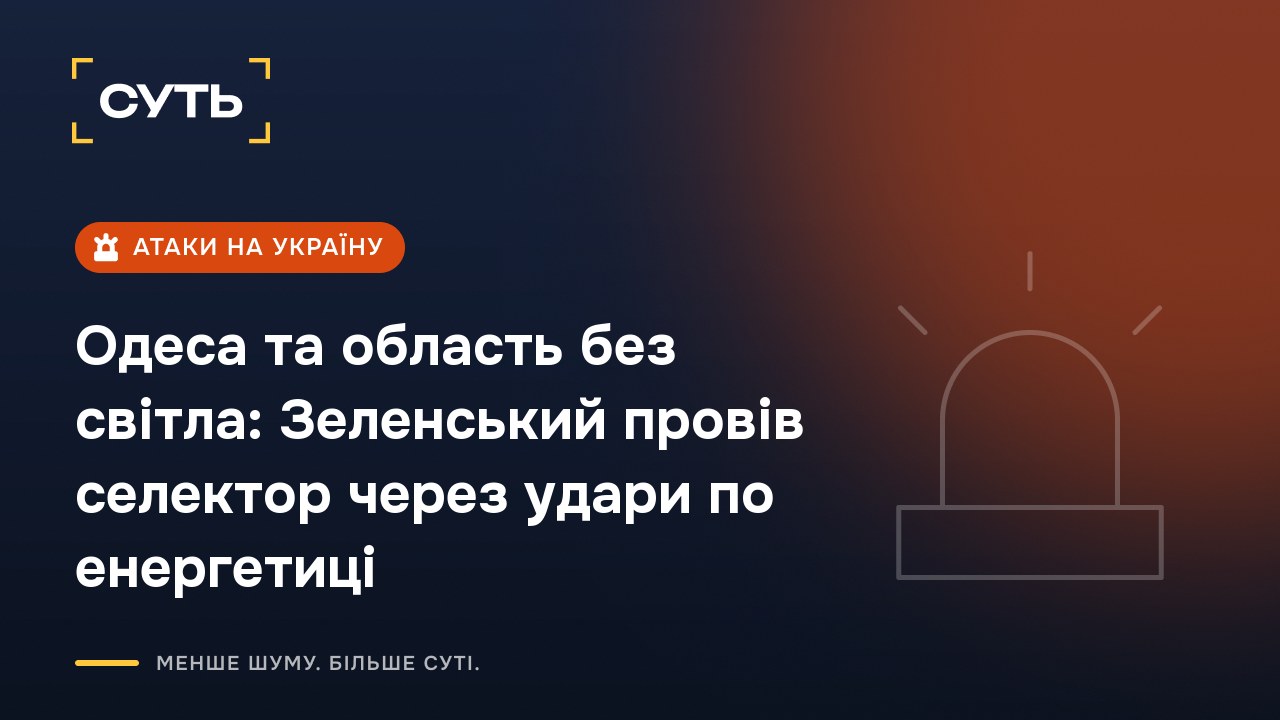 СУТЬ
АТАКИ НА УКРАЇНУ
Одеса та область без
світла: Зеленський провів
селектор через удари по
енергетиці
МЕНШЕ ШУМУ. БІЛЬШЕ СУТІ.